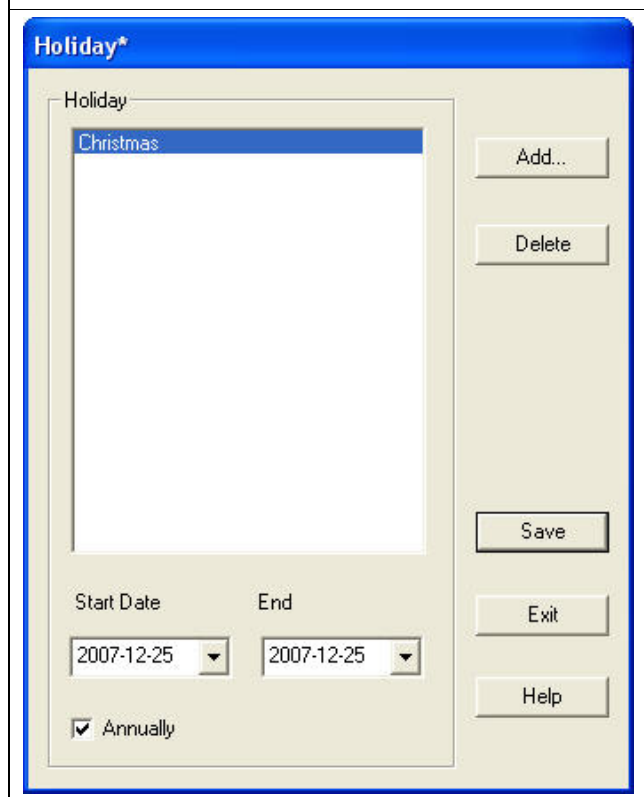 Holiday*
Holiday
Christmas
Add...
Delete
Save
Start Date End
Exit
2007-12-25 2007-12-25
Help
Annually